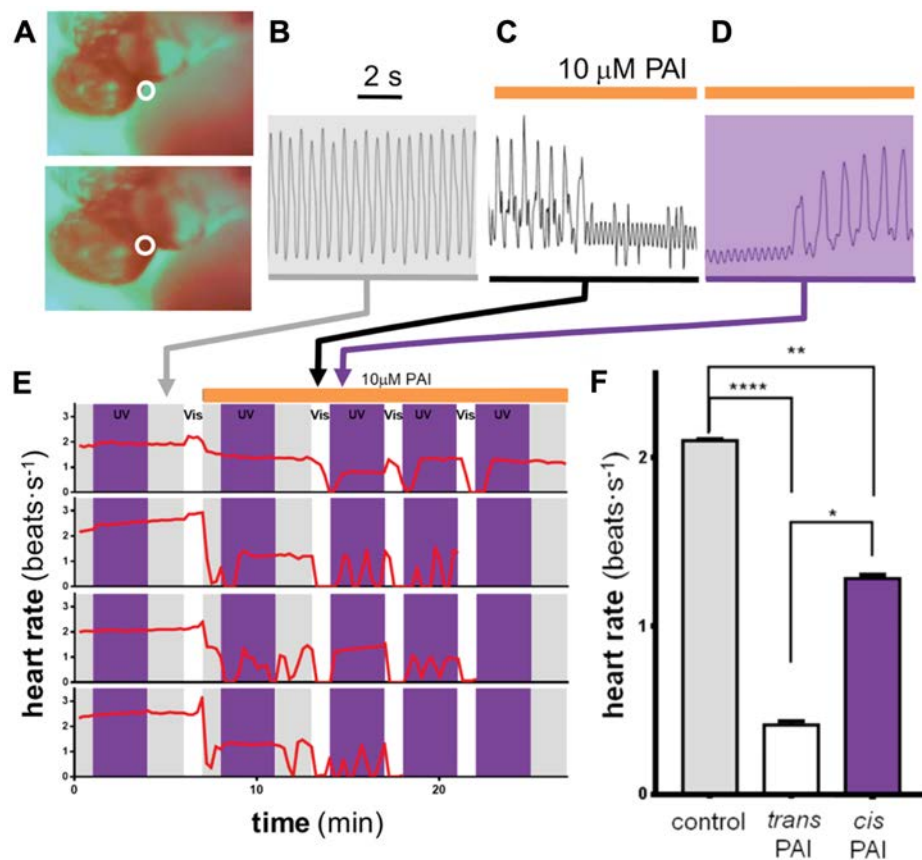 A
B
C
D
2 s
10 μM PAI
E
10μM PAI
UV
Vis
UV
Vis
UV
Vis
UV
Vis
UV
3
2
1
0
3
2
1
0
3
2
1
0
3
2
1
0
heart rate (beats·s⁻¹)
0
10
20
time (min)
F
**
****
*
2
1
0
heart rate (beats·s⁻¹)
control
trans
PAI
cis
PAI